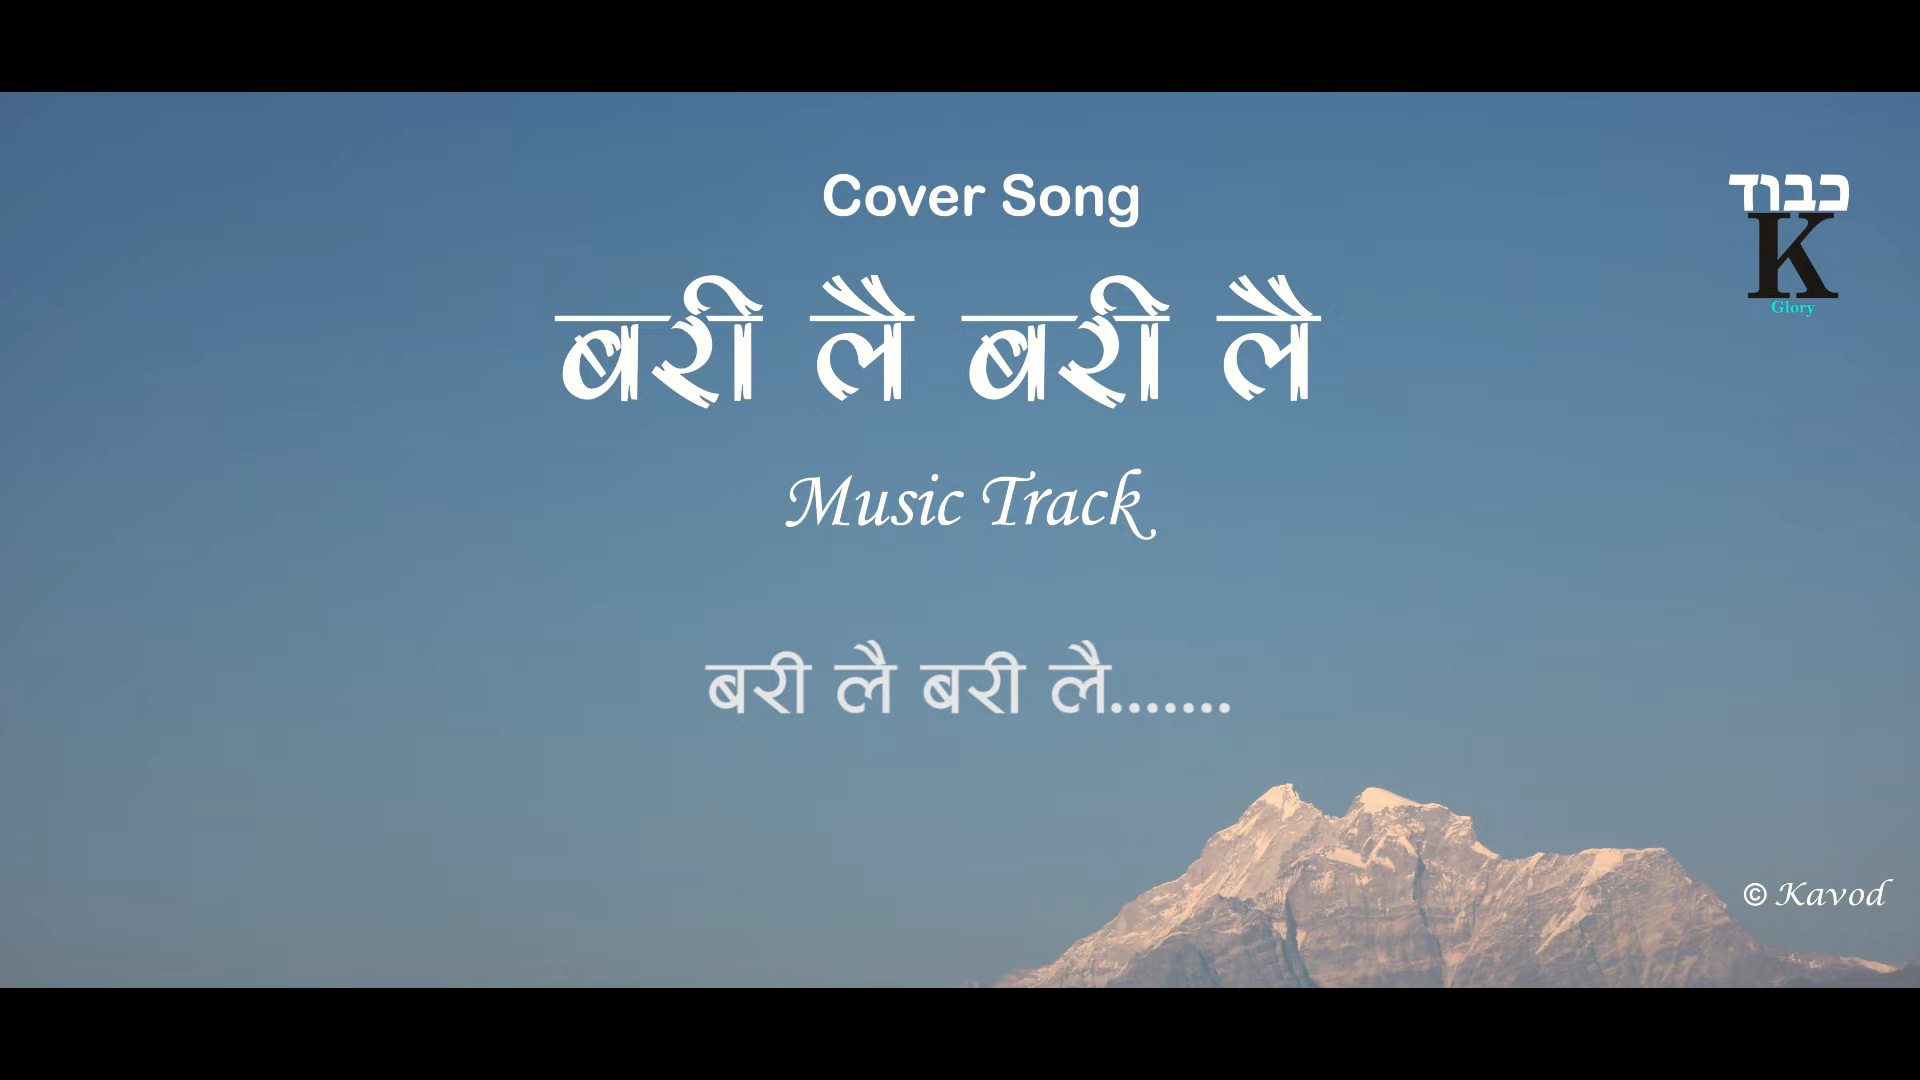 Cover Song
बरी लै बरी लै
Music Track
बरी लै बरी लै.......
כבוד
K
Glory
© Kavod